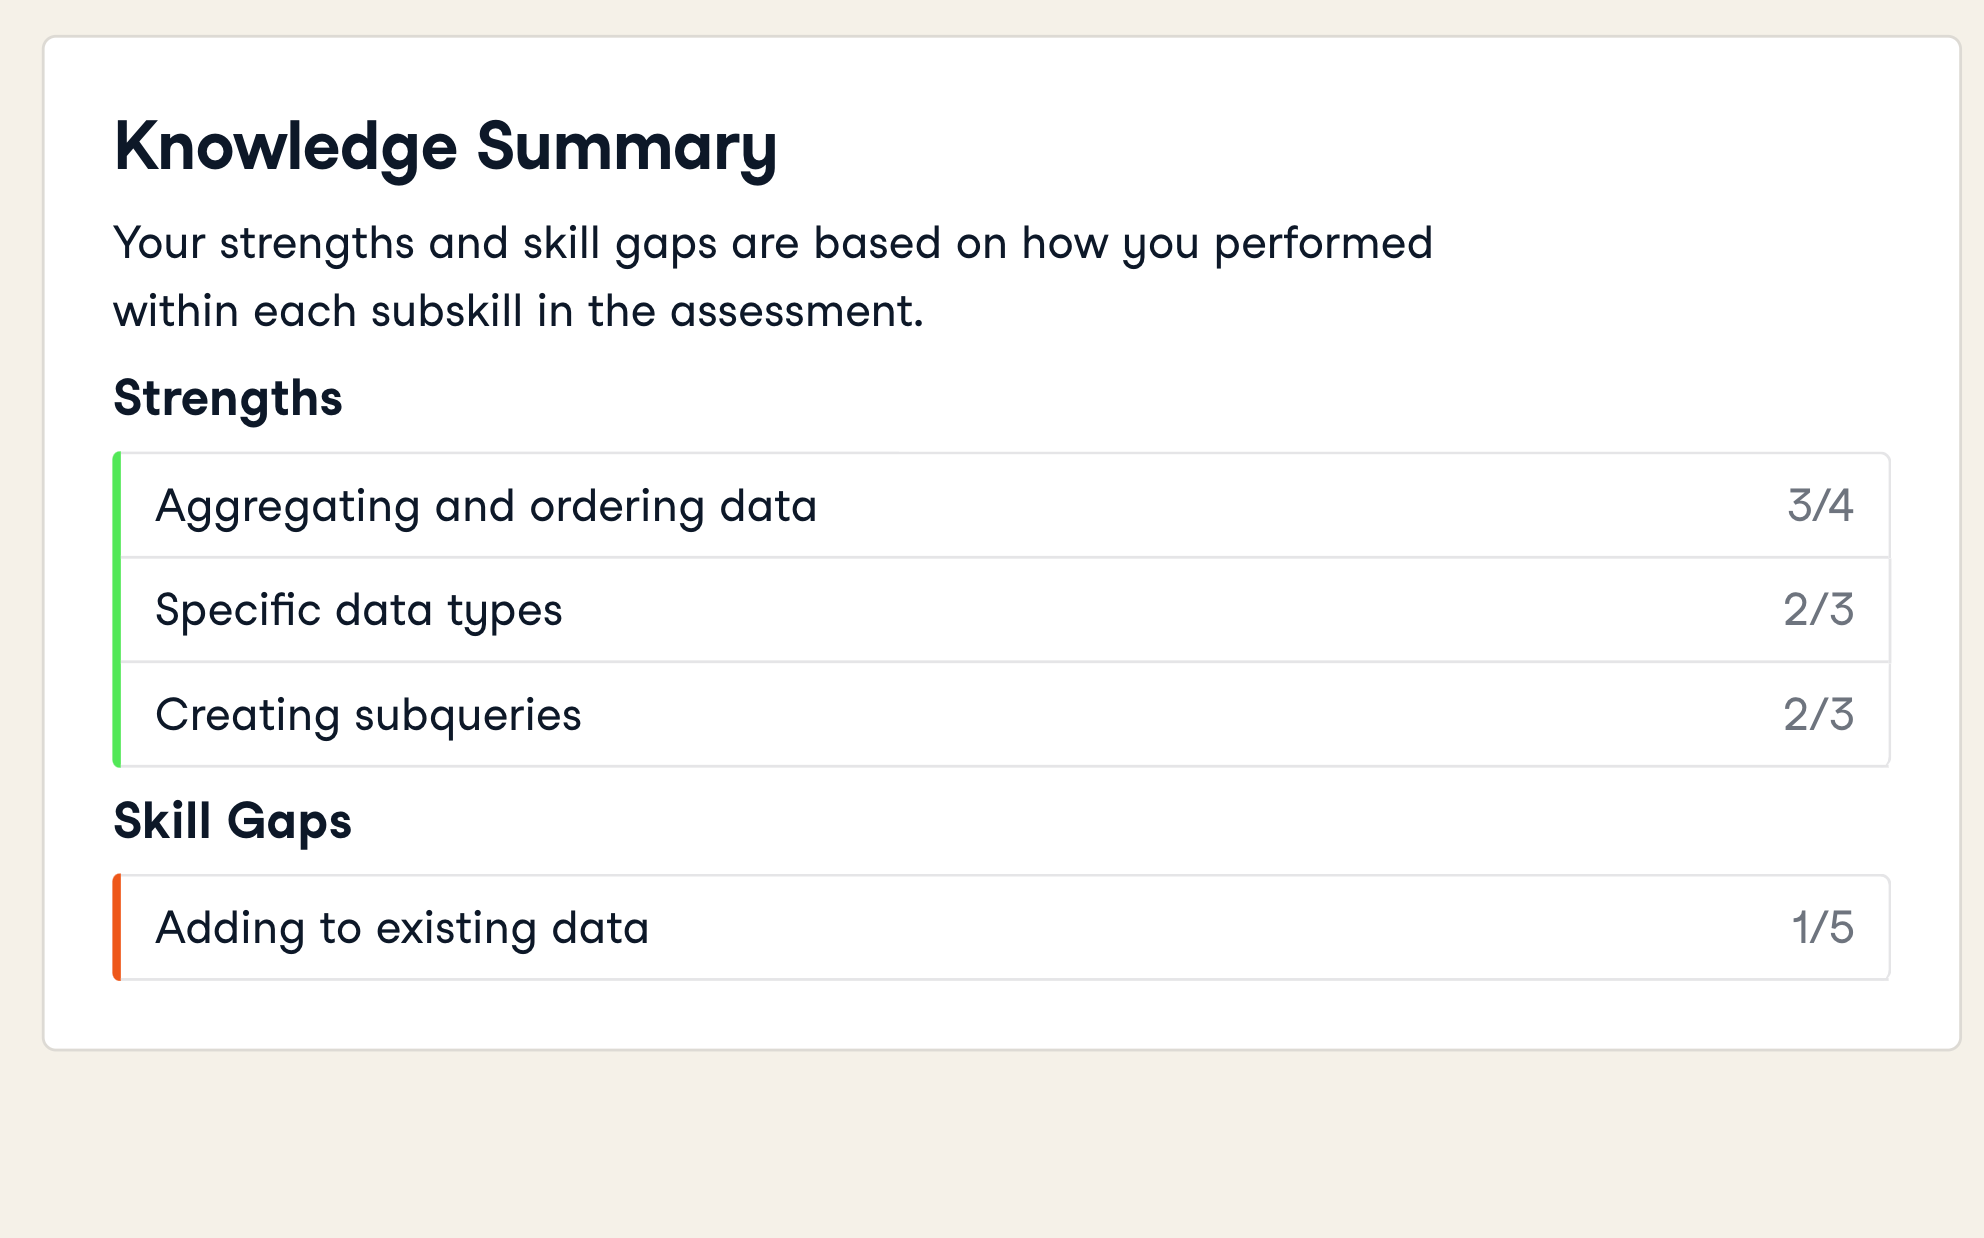 Knowledge Summary
Your strengths and skill gaps are based on how you performed
within each subskill in the assessment.
Strengths
Aggregating and ordering data 3/4
Specific data types 2/3
Creating subqueries 2/3
Skill Gaps
Adding to existing data 1/5